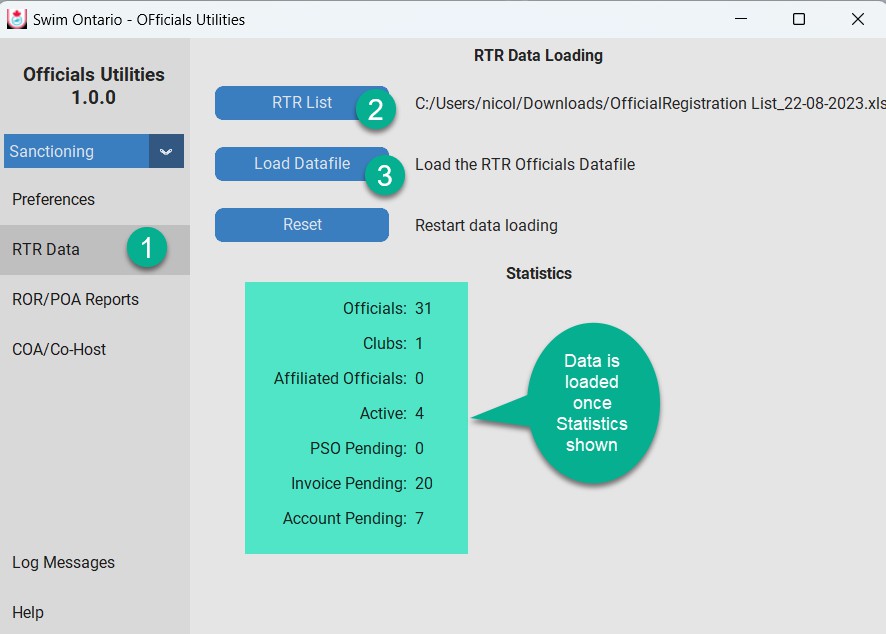 Swim Ontario - OFficials Utilities
Officials Utilities
1.0.0
Sanctioning
Preferences
RTR Data
1
ROR/POA Reports
COA/Co-Host
Log Messages
Help
RTR Data Loading
RTR List
2
C:/Users/nicol/Downloads/OfficialRegistration List_22-08-2023.xls
Load Datafile
3
Load the RTR Officials Datafile
Reset
Restart data loading
Statistics
Officials: 31
Clubs: 1
Affiliated Officials: 0
Active: 4
PSO Pending: 0
Invoice Pending: 20
Account Pending: 7
Data is
loaded
once
Statistics
shown